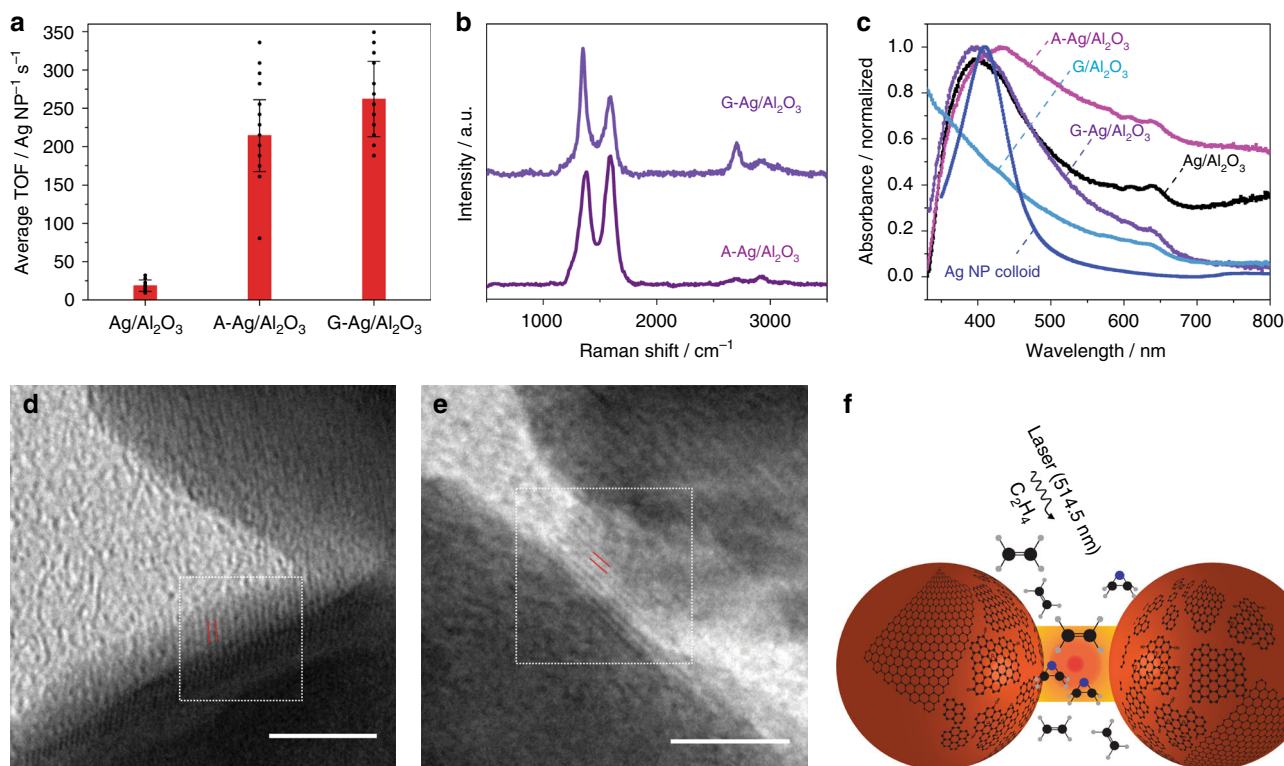 a
Average TOF / Ag NP⁻¹ s⁻¹
350
300
250
200
150
100
50
25
0
Ag/Al₂O₃
A-Ag/Al₂O₃
G-Ag/Al₂O₃
b
Intensity / a.u.
G-Ag/Al₂O₃
A-Ag/Al₂O₃
1000
2000
3000
Raman shift / cm⁻¹
c
Absorbance / normalized
1.0
0.8
0.6
0.4
0.2
0.0
A-Ag/Al₂O₃
G/Al₂O₃
G-Ag/Al₂O₃
Ag/Al₂O₃
Ag NP colloid
400
500
600
700
800
Wavelength / nm
d
e
f
Laser (514.5 nm)
C₂H₄